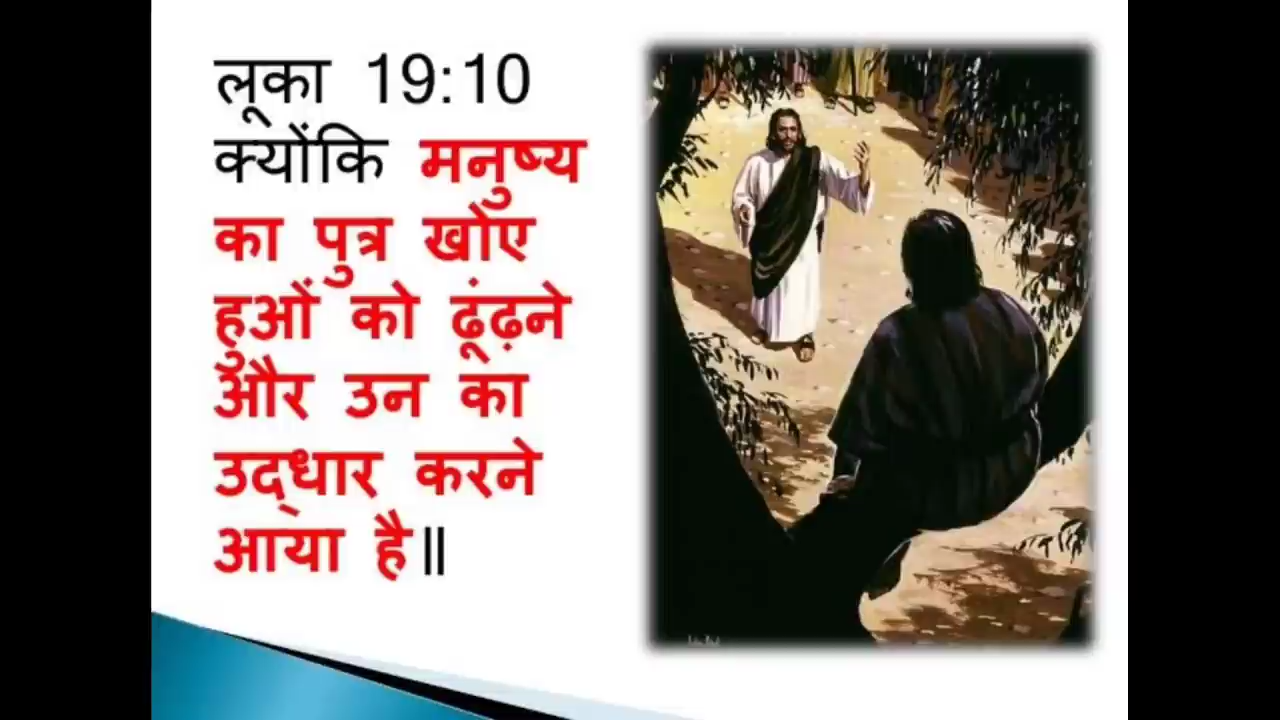 लूका 19:10
क्योंकि मनुष्य
का पुत्र खोए
हुओं को ढूंढ़ने
और उन का
उद्धार करने
आया है॥